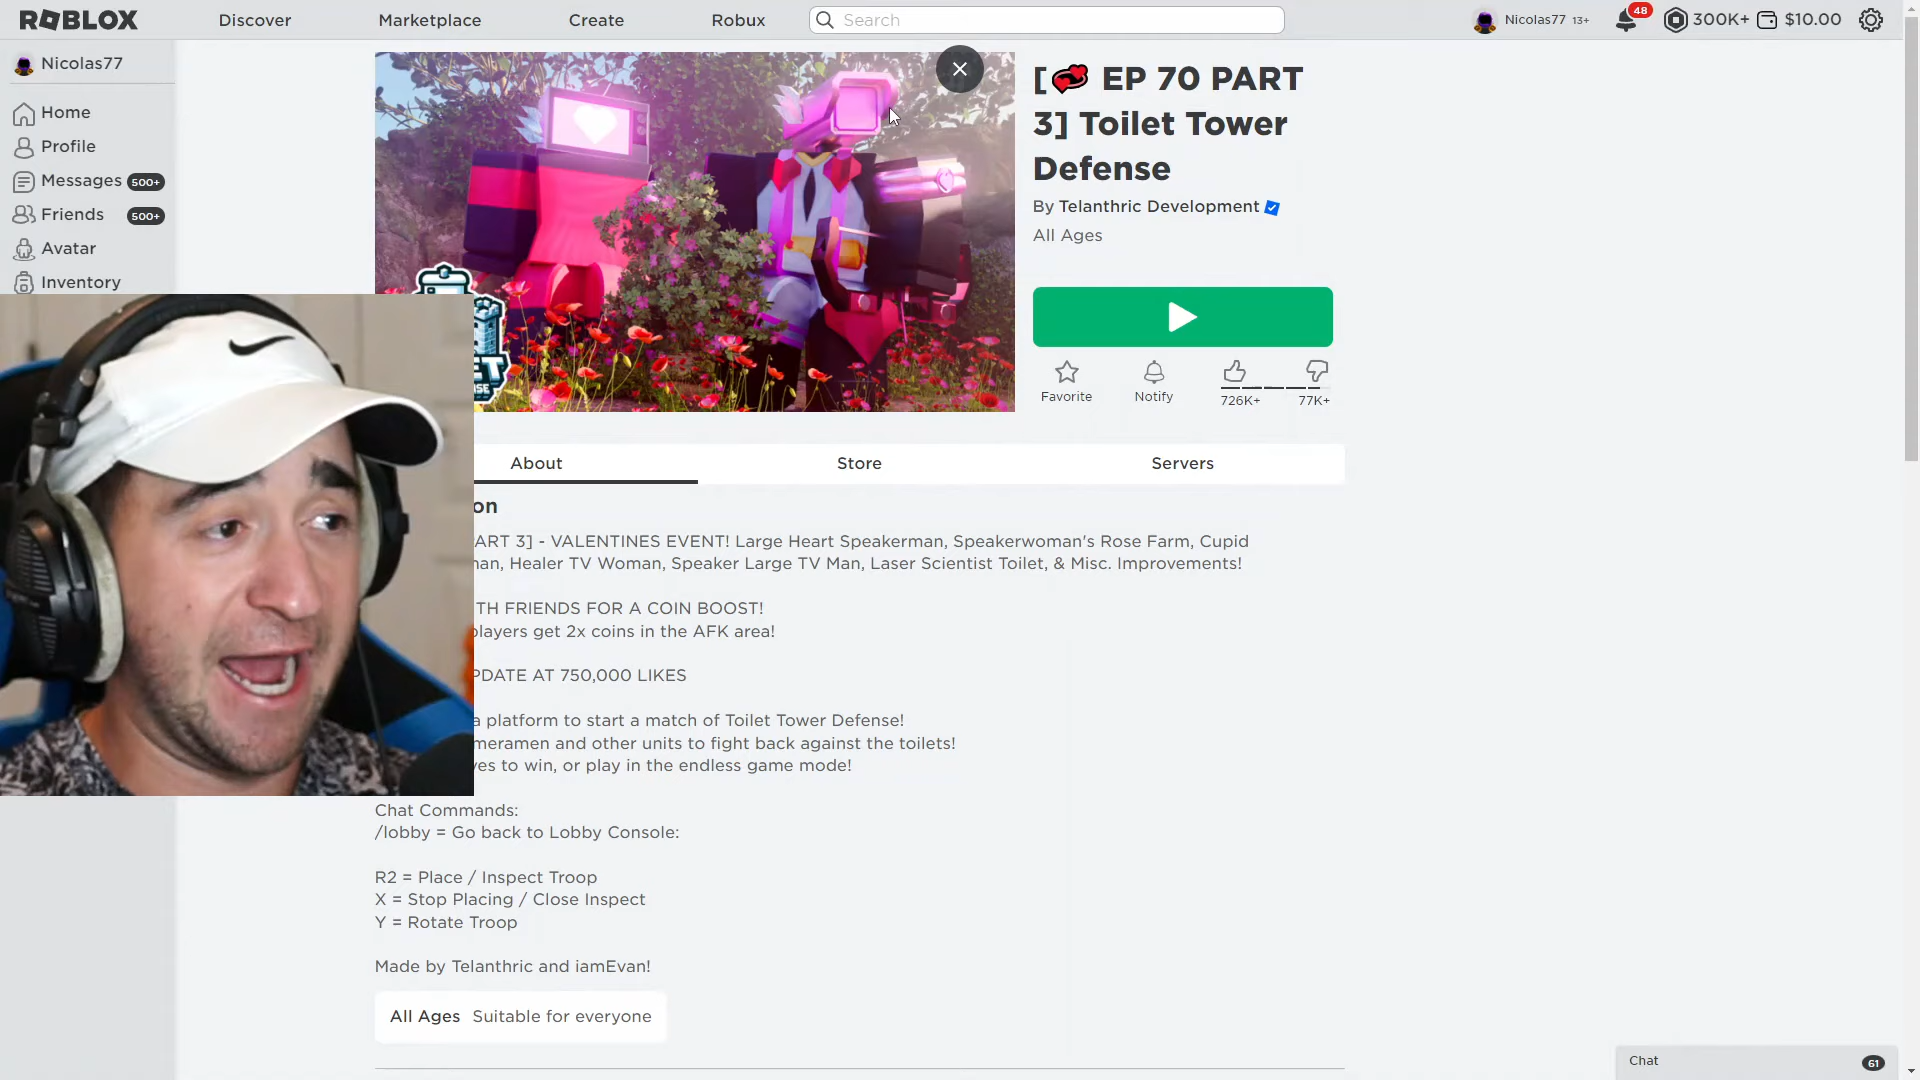 ROBLOX
Discover
Marketplace
Create
Robux
Search
Nicolas77 13+
48
300K+
$10.00
Nicolas77
Home
Profile
Messages 500+
Friends 500+
Avatar
Inventory
[💞 EP 70 PART
3] Toilet Tower
Defense
By Telanthric Development
All Ages
Favorite
Notify
726K+
77K+
About
Store
Servers
on
ART 3] - VALENTINES EVENT! Large Heart Speakerman, Speakerwoman's Rose Farm, Cupid
an, Healer TV Woman, Speaker Large TV Man, Laser Scientist Toilet, & Misc. Improvements!
TH FRIENDS FOR A COIN BOOST!
players get 2x coins in the AFK area!
PDATE AT 750,000 LIKES
a platform to start a match of Toilet Tower Defense!
meramen and other units to fight back against the toilets!
ves to win, or play in the endless game mode!
Chat Commands:
/lobby = Go back to Lobby Console:
R2 = Place / Inspect Troop
X = Stop Placing / Close Inspect
Y = Rotate Troop
Made by Telanthric and iamEvan!
All Ages Suitable for everyone
Chat
61